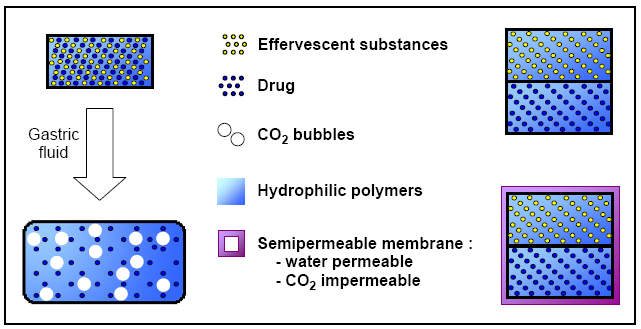 Effervescent substances
Drug
Gastric
fluid
CO2 bubbles
Hydrophilic polymers
Semipermeable membrane :
- water permeable
- CO2 impermeable